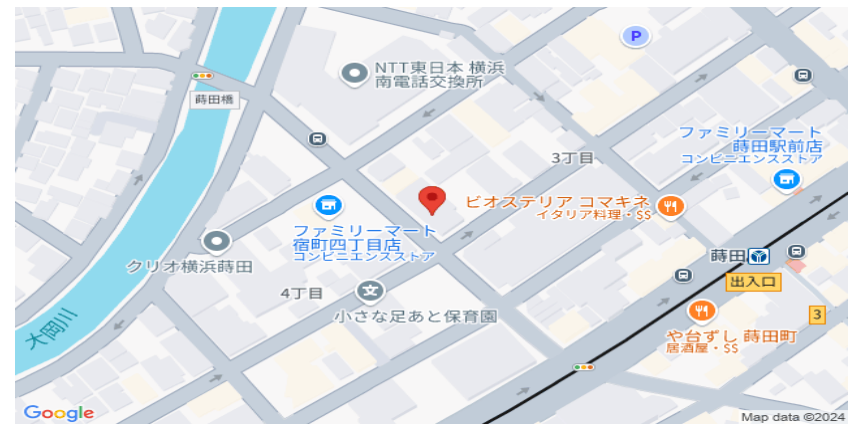 P
NTT東日本 横浜
南電話交換所
蒔田橋
ファミリーマート
蒔田駅前店
コンビニエンスストア
3丁目
ビオステリア コマキネ
イタリア料理・$$
ファミリーマート
宿町四丁目店
コンビニエンスストア
蒔田
クリオ横浜蒔田
出入口
4丁目
小さな足あと保育園
3
や台ずし 蒔田町
居酒屋・$$
大岡川
Google
Map data ©2024